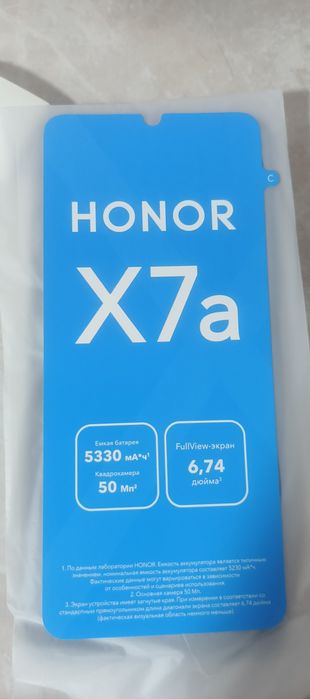 C
HONOR
X7a
Емкая батарея
5330 мА*ч¹
Квадрокамера
50 Мп²
FullView-экран
6,74
дюйма³
1. По данным лаборатории HONOR. Емкость аккумулятора является типичным
значением, номинальная емкость аккумулятора составляет 5230 мА*ч.
Фактические данные могут варьироваться в зависимости
от особенностей и сценариев использования.
2. Основная камера 50 Мп.
3. Экран устройства имеет загнутые края. При измерении в соответствии со
стандартным прямоугольником длина диагонали экрана составляет 6,74 дюйма
(фактическая визуальная область немного меньше).